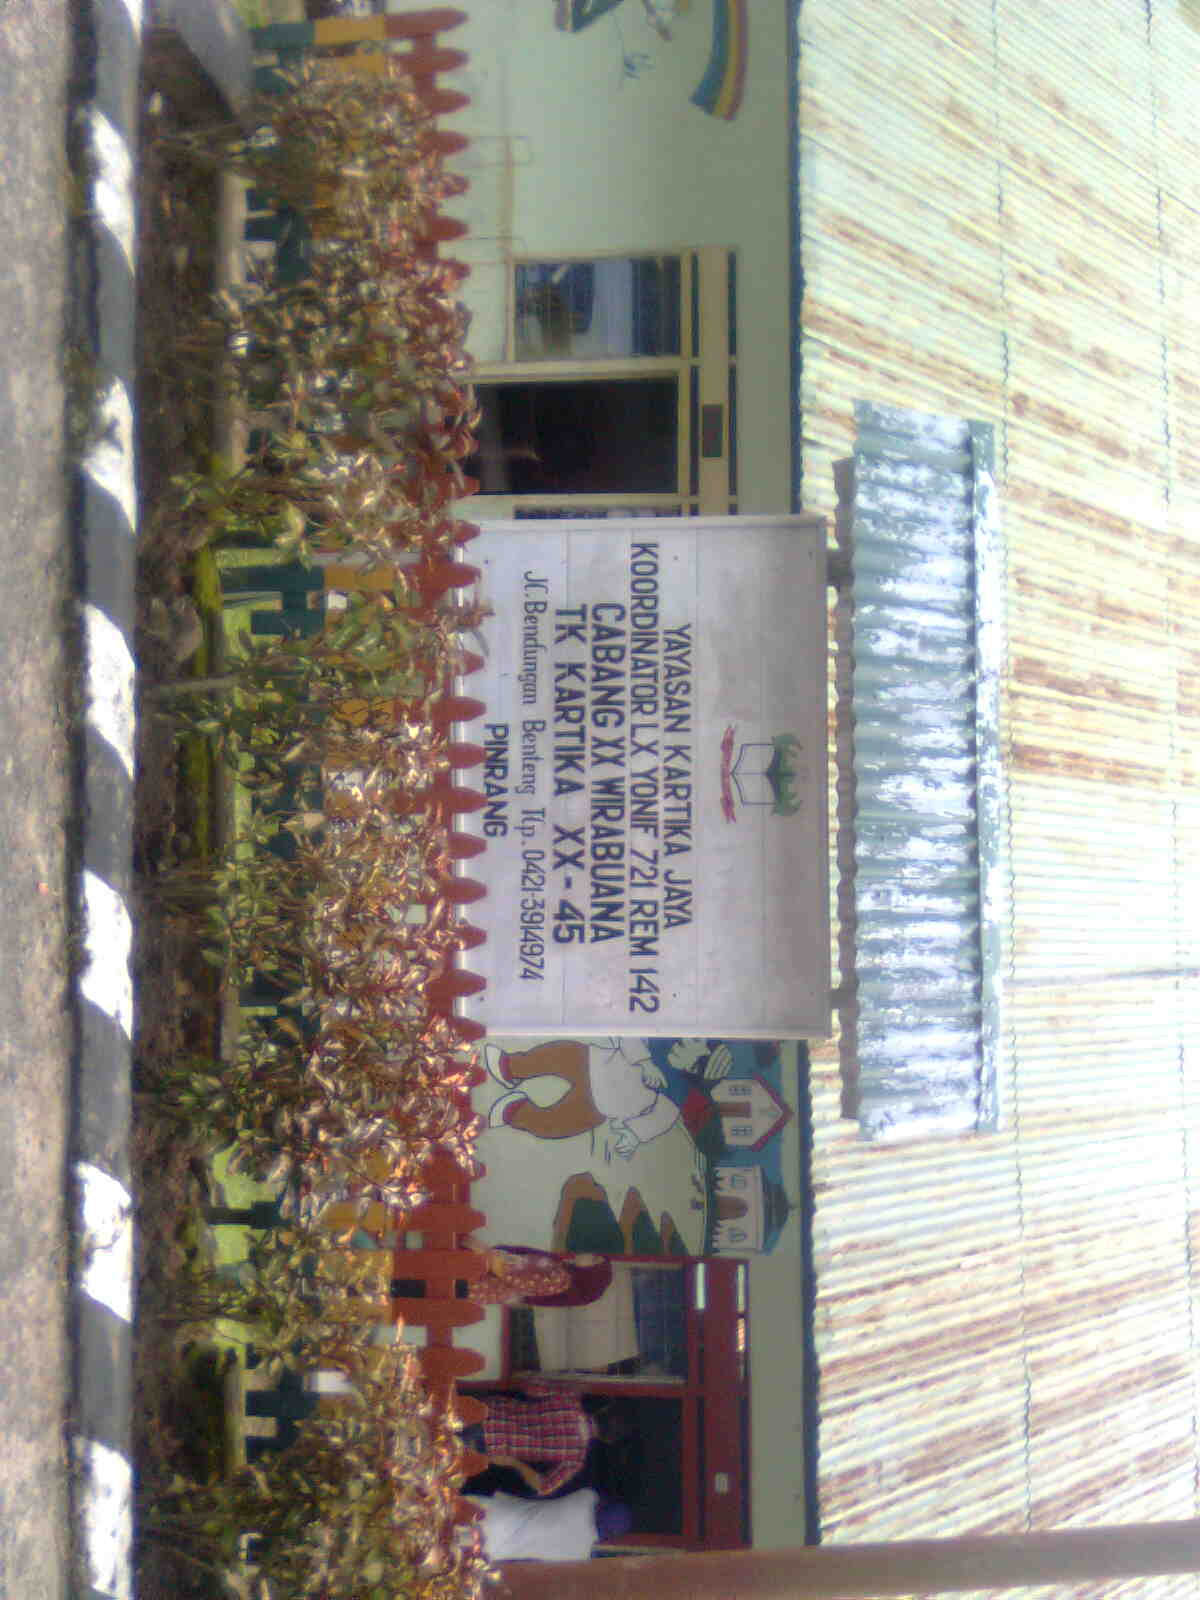 YAYASAN KARTIKA JAYA
KOORDINATOR LX YONIF 721 REM 142
CABANG XX WIRABUANA
TK KARTIKA XX-45
Jl. Bendungan Benteng Tlp. 0421-3914974
PINRANG